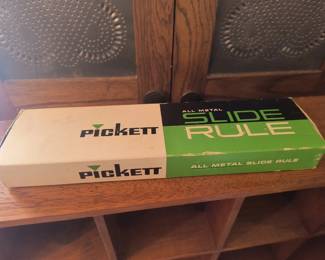 PICKETT
ALL METAL
SLIDE
RULE
PICKETT
ALL METAL SLIDE RULE